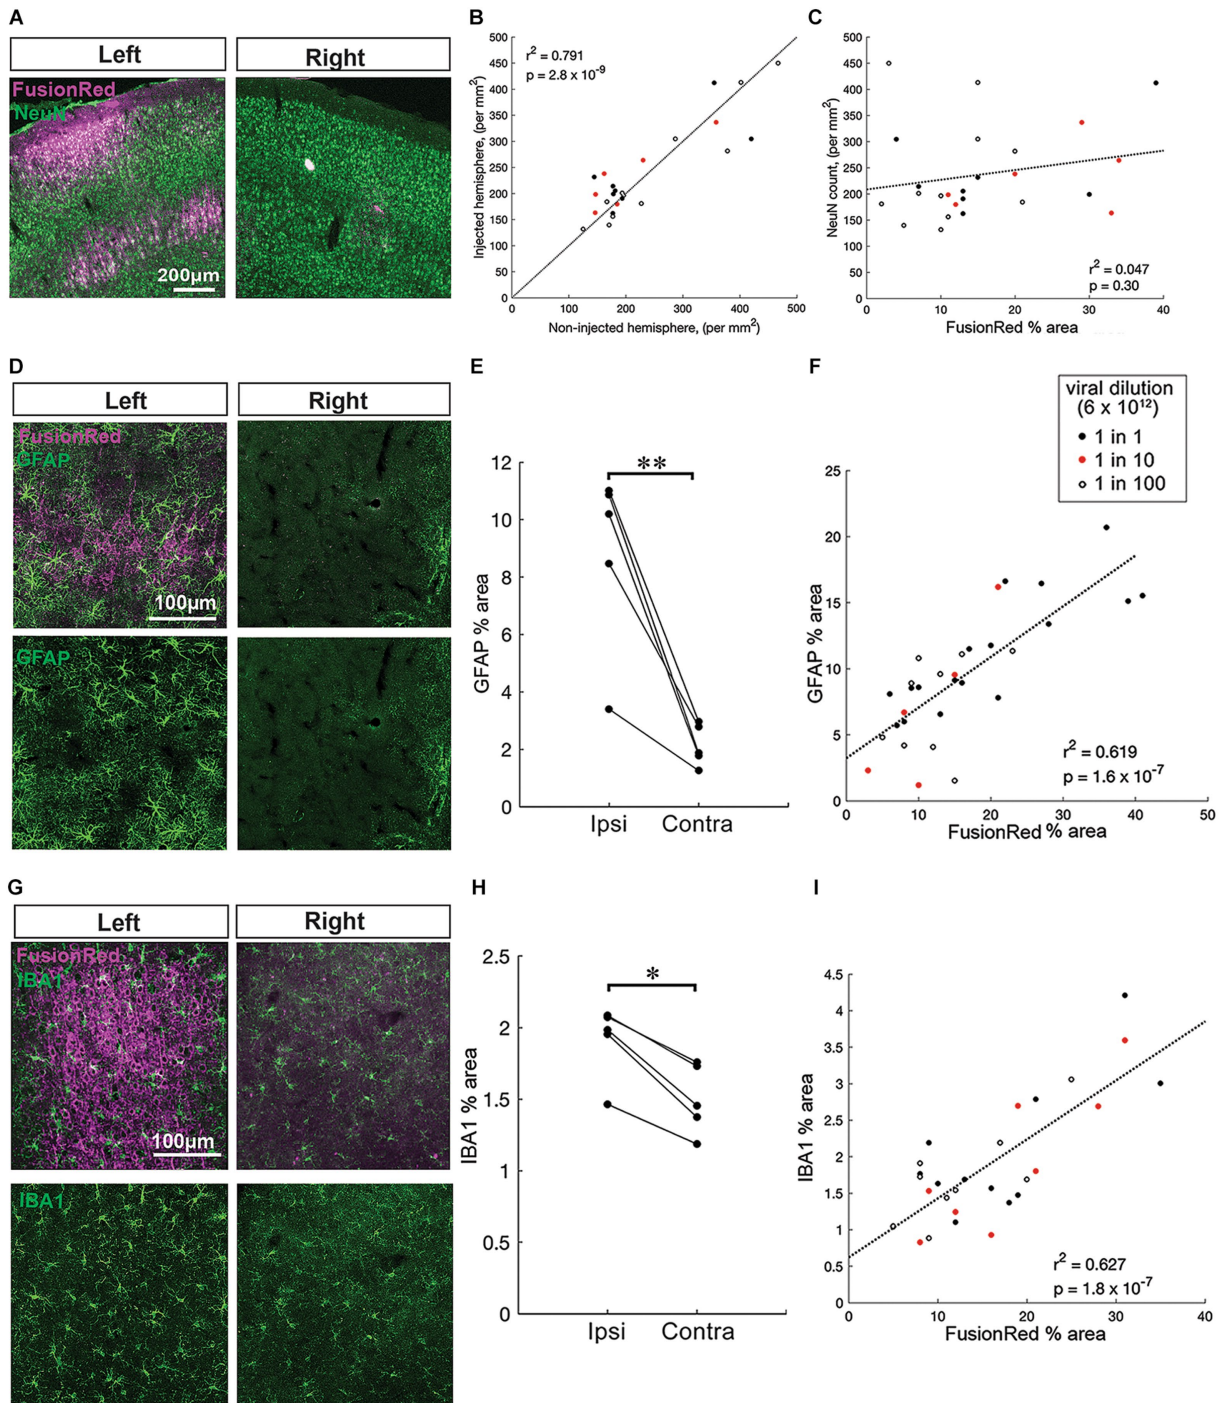 A
Left
Right
FusionRed
NeuN
200µm
B
500
450
400
350
300
250
200
150
100
50
0
Injected hemisphere, (per mm²)
r² = 0.791
p = 2.8 x 10⁻⁹
0
100
200
300
400
500
Non-injected hemisphere, (per mm²)
C
500
450
400
350
300
250
200
150
100
50
0
NeuN count, (per mm²)
r² = 0.047
p = 0.30
0
10
20
30
40
FusionRed % area
D
Left
Right
FusionRed
GFAP
100µm
GFAP
E
12
10
8
6
4
2
0
GFAP % area
**
Ipsi
Contra
F
viral dilution
(6 x 10¹²)
1 in 1
1 in 10
1 in 100
25
20
15
10
5
0
GFAP % area
r² = 0.619
p = 1.6 x 10⁻⁷
0
10
20
30
40
50
FusionRed % area
G
Left
Right
FusionRed
IBA1
100µm
IBA1
H
2.5
2
1.5
1
0.5
0
IBA1 % area
*
Ipsi
Contra
I
4.5
4
3.5
3
2.5
2
1.5
1
0.5
0
IBA1 % area
r² = 0.627
p = 1.8 x 10⁻⁷
0
10
20
30
40
FusionRed % area